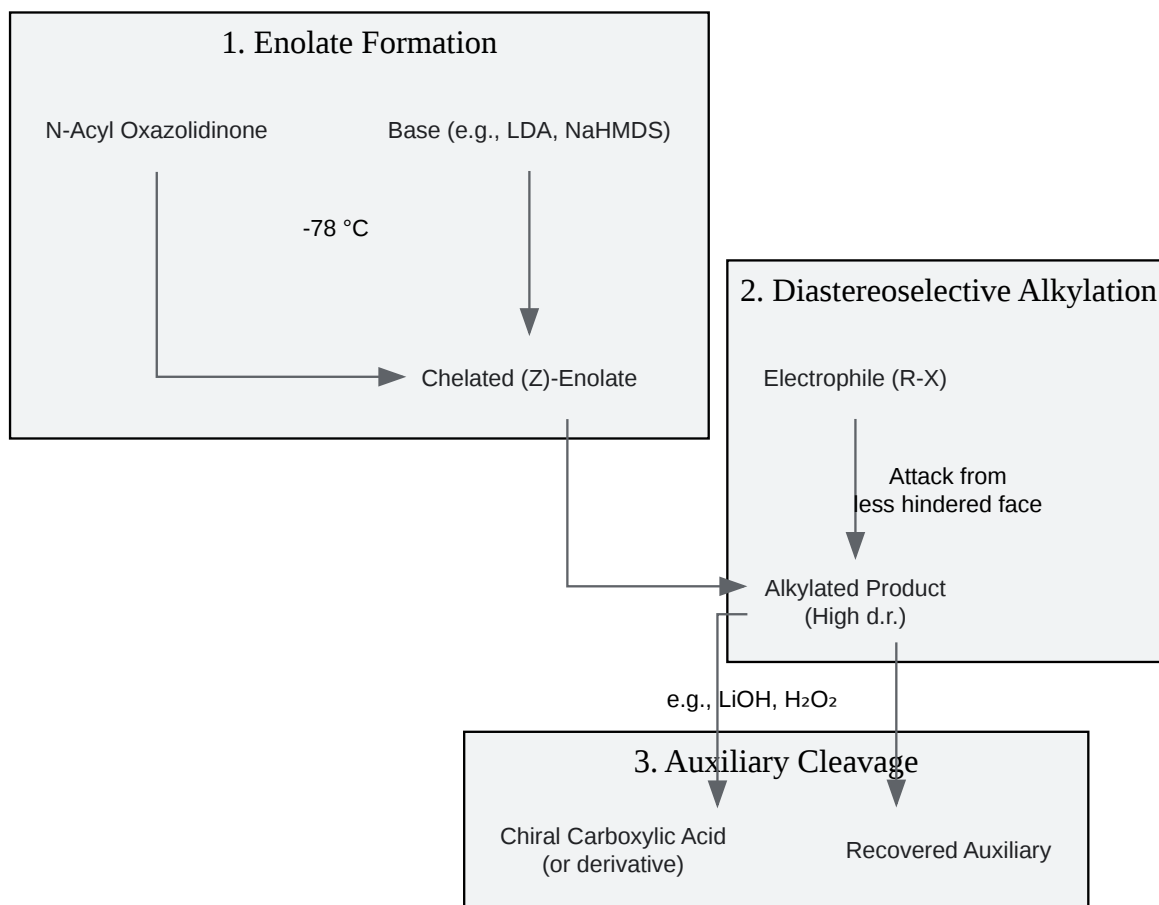 1. Enolate Formation
N-Acyl Oxazolidinone
Base (e.g., LDA, NaHMDS)
-78 °C
Chelated (Z)-Enolate
2. Diastereoselective Alkylation
Electrophile (R-X)
Attack from
less hindered face
Alkylated Product
(High d.r.)
e.g., LiOH, H₂O₂
3. Auxiliary Cleavage
Chiral Carboxylic Acid
(or derivative)
Recovered Auxiliary